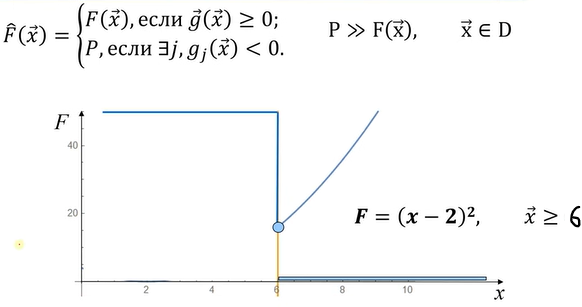 F̂(x⃗) = { F(x⃗), если g⃗(x⃗) ≥ 0; P ≫ F(x⃗), x⃗ ∈ D
P, если ∃j, gⱼ(x⃗) < 0.
F
40
20
F = (x − 2)², x⃗ ≥ 6
2 4 6 8 10 x